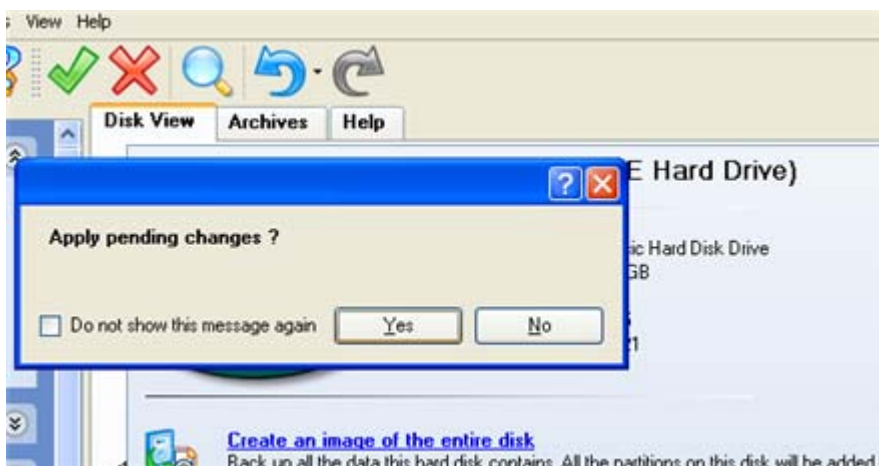 View Help
Disk View Archives Help
E Hard Drive)
Apply pending changes ?
Hard Disk Drive
GB
Do not show this message again Yes No
Create an image of the entire disk
Back up all the data this hard disk contains. All the partitions on this disk will be added